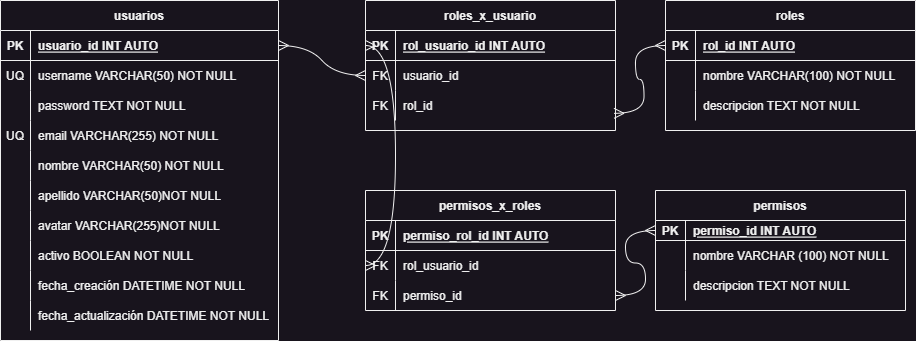 usuarios
PK usuario_id INT AUTO
UQ username VARCHAR(50) NOT NULL
password TEXT NOT NULL
UQ email VARCHAR(255) NOT NULL
nombre VARCHAR(50) NOT NULL
apellido VARCHAR(50)NOT NULL
avatar VARCHAR(255)NOT NULL
activo BOOLEAN NOT NULL
fecha_creación DATETIME NOT NULL
fecha_actualización DATETIME NOT NULL
roles_x_usuario
PK rol_usuario_id INT AUTO
FK usuario_id
FK rol_id
roles
PK rol_id INT AUTO
nombre VARCHAR(100) NOT NULL
descripcion TEXT NOT NULL
permisos_x_roles
PK permiso_rol_id INT AUTO
FK rol_usuario_id
FK permiso_id
permisos
PK permiso_id INT AUTO
nombre VARCHAR (100) NOT NULL
descripcion TEXT NOT NULL